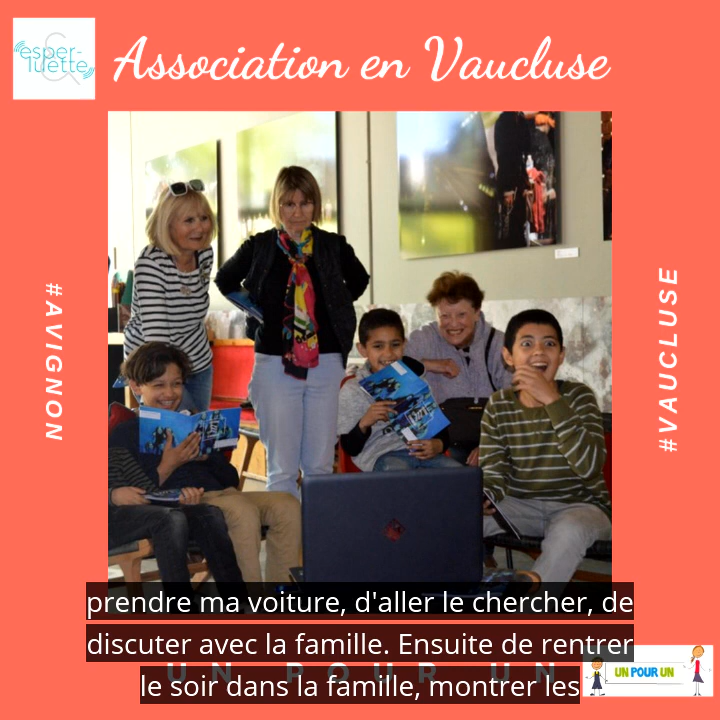 esper-
luette
&
Association en Vaucluse
#AVIGNON
#VAUCLUSE
prendre ma voiture, d'aller le chercher, de
discuter avec la famille. Ensuite de rentrer
le soir dans la famille, montrer les
UN POUR UN
UN POUR UN